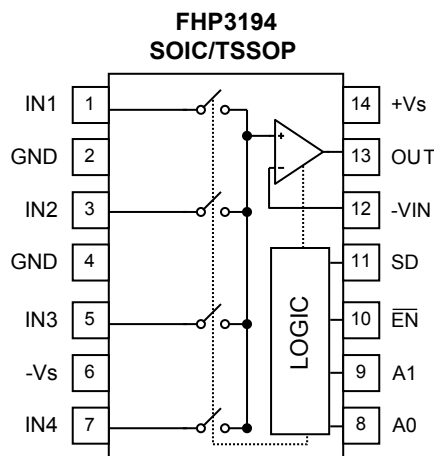 FHP3194
SOIC/TSSOP
IN1 1
GND 2
IN2 3
GND 4
IN3 5
-Vs 6
IN4 7
+
-
LOGIC
14 +Vs
13 OUT
12 -VIN
11 SD
10 EN
9 A1
8 A0